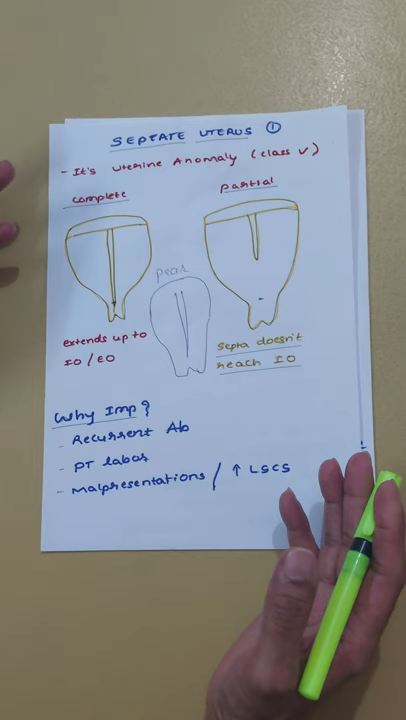 SEPTATE UTERUS ①
- It's Uterine Anomaly (class V)
complete
partial
pear
extends up to
IO / EO
Septa doesn't
reach IO
Why Imp?
- Recurrent Ab
- PT labar
- Malpresentations / ↑ LSCS